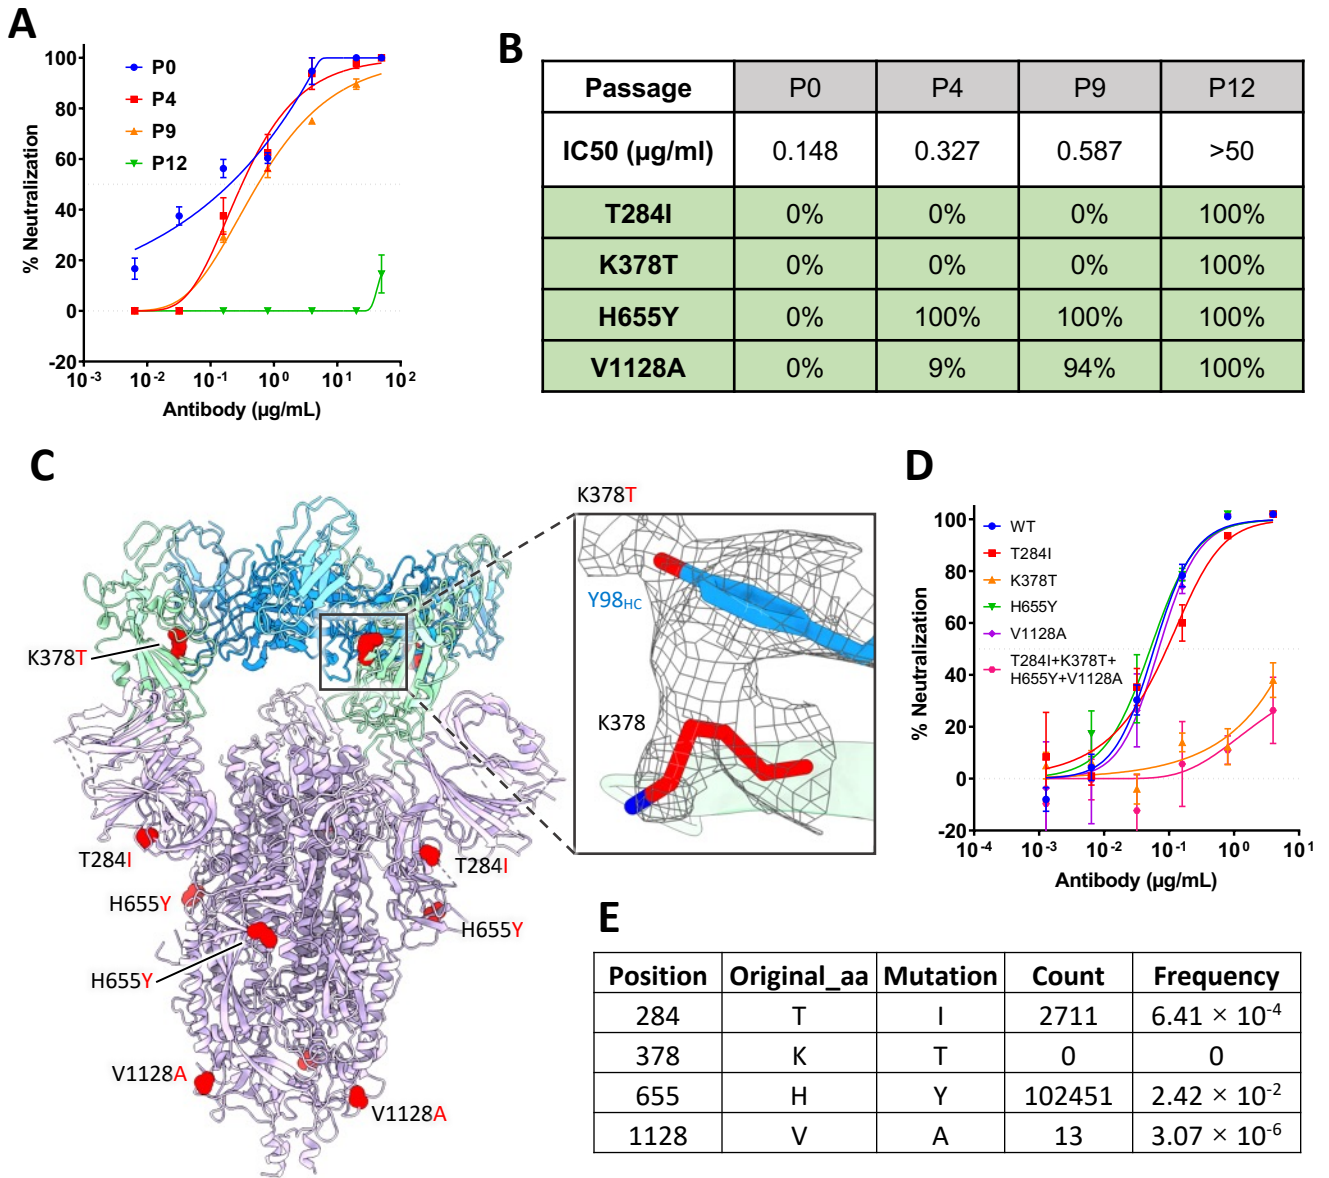 A
P0
P4
P9
P12
100
80
60
40
20
0
-20
% Neutralization
10-3 10-2 10-1 100 101 102
Antibody (µg/mL)
B
Passage P0 P4 P9 P12
IC50 (µg/ml) 0.148 0.327 0.587 >50
T284I 0% 0% 0% 100%
K378T 0% 0% 0% 100%
H655Y 0% 100% 100% 100%
V1128A 0% 9% 94% 100%
C
K378T
K378T
T284I
T284I
H655Y
H655Y
H655Y
V1128A
V1128A
Y98HC
K378
D
WT
T284I
K378T
H655Y
V1128A
T284I+K378T+
H655Y+V1128A
100
80
60
40
20
0
-20
% Neutralization
10-4 10-3 10-2 10-1 100 101
Antibody (µg/mL)
E
Position Original_aa Mutation Count Frequency
284 T I 2711 6.41 × 10-4
378 K T 0 0
655 H Y 102451 2.42 × 10-2
1128 V A 13 3.07 × 10-6